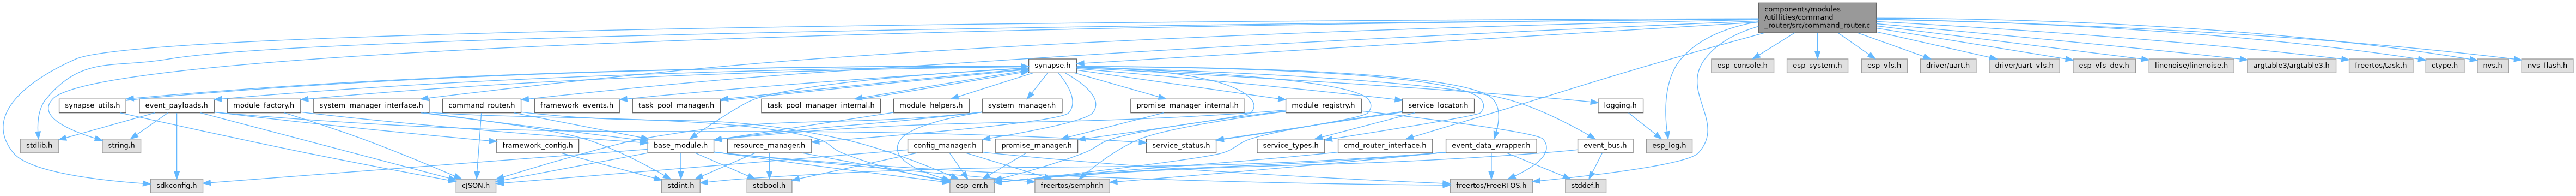 components/modules
/utillities/command
_router/src/command_router.c
synapse.h
esp_console.h
esp_system.h
esp_vfs.h
driver/uart.h
driver/uart_vfs.h
esp_vfs_dev.h
linenoise/linenoise.h
argtable3/argtable3.h
freertos/task.h
ctype.h
nvs.h
nvs_flash.h
synapse_utils.h
event_payloads.h
module_factory.h
system_manager_interface.h
command_router.h
framework_events.h
task_pool_manager.h
task_pool_manager_internal.h
module_helpers.h
system_manager.h
promise_manager_internal.h
module_registry.h
service_locator.h
logging.h
stdlib.h
string.h
framework_config.h
base_module.h
resource_manager.h
config_manager.h
promise_manager.h
service_status.h
service_types.h
cmd_router_interface.h
event_data_wrapper.h
event_bus.h
esp_log.h
sdkconfig.h
cJSON.h
stdint.h
stdbool.h
esp_err.h
freertos/semphr.h
freertos/FreeRTOS.h
stddef.h